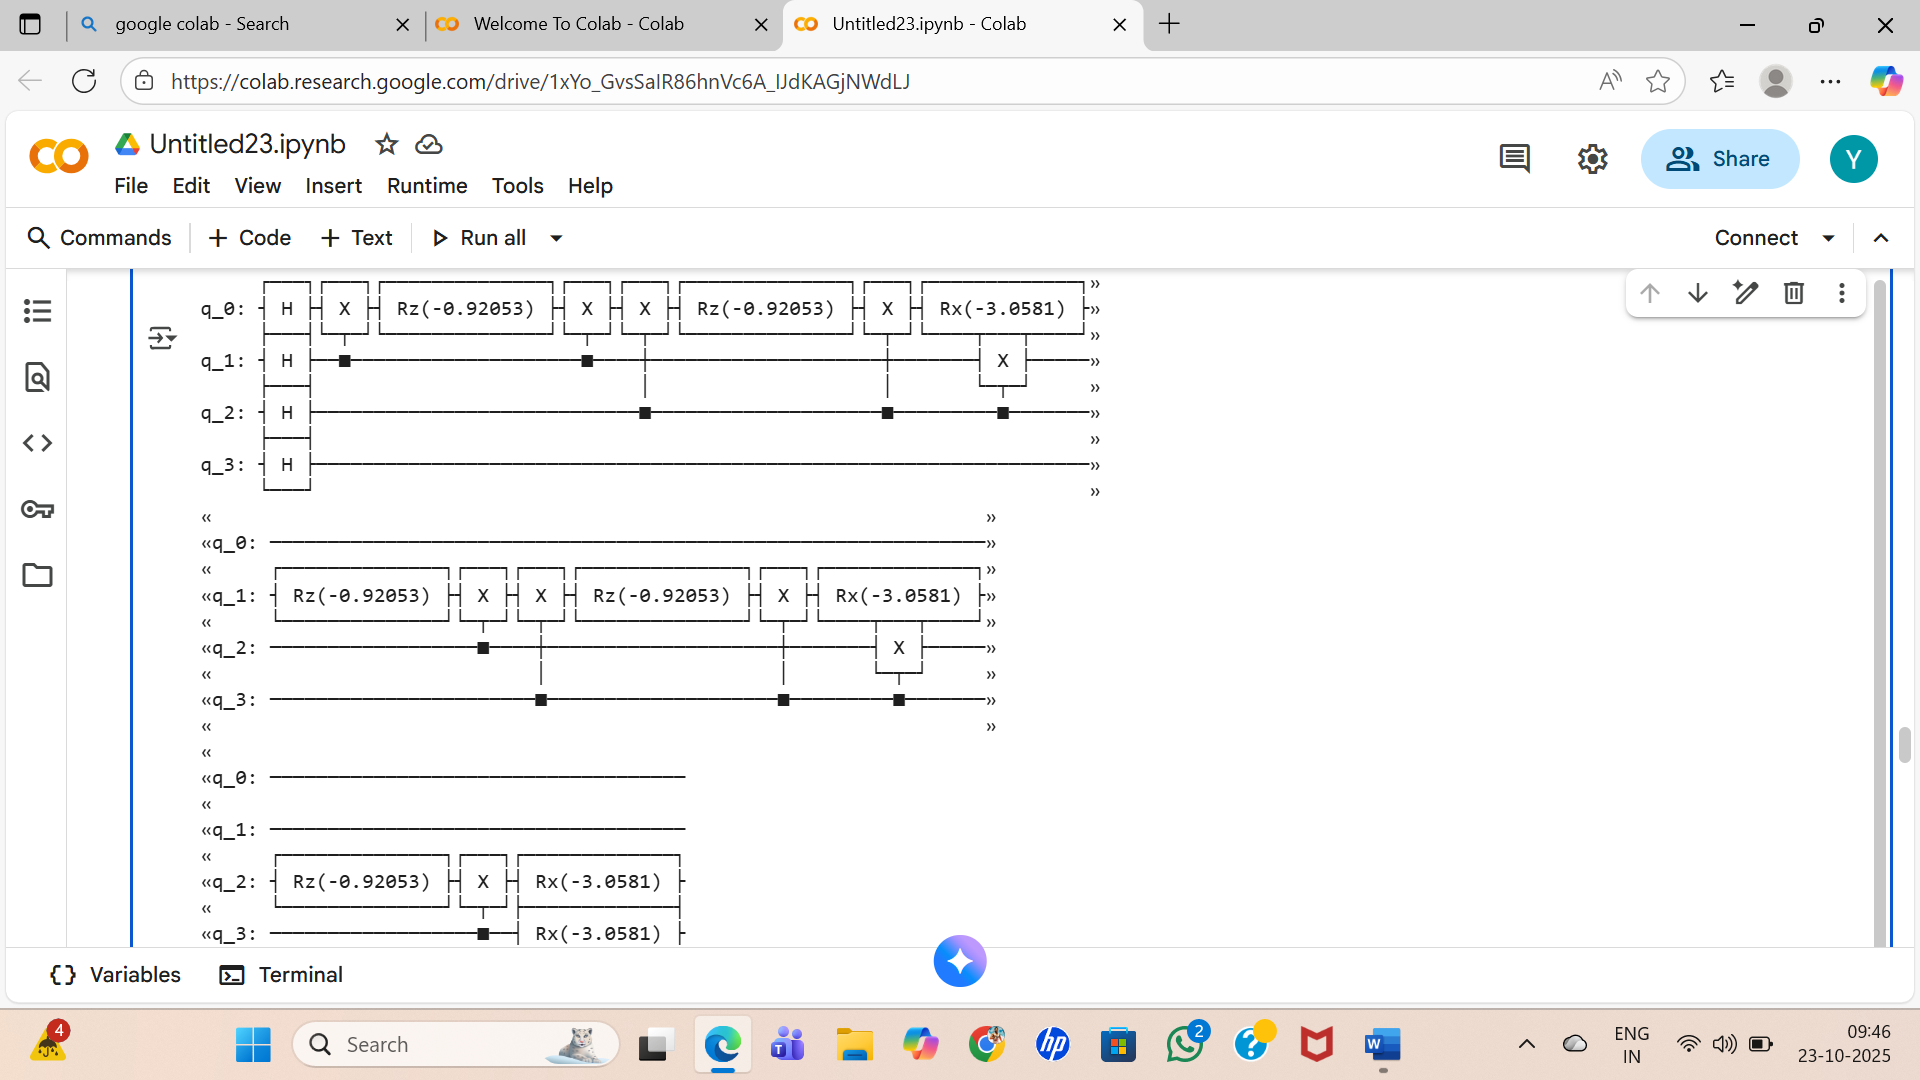 google colab - Search
Welcome To Colab - Colab
Untitled23.ipynb - Colab
https://colab.research.google.com/drive/1xYo_GvsSaIR86hnVc6A_lJdKAGjNWdLJ
Untitled23.ipynb
File Edit View Insert Runtime Tools Help
Share
Y
Commands + Code + Text Run all
Connect
»
q_0: H X Rz(-0.92053) X X Rz(-0.92053) X Rx(-3.0581) »
»
q_1: H X »
»
q_2: H »
»
q_3: H »
»
« »
«q_0: »
« »
«q_1: Rz(-0.92053) X X Rz(-0.92053) X Rx(-3.0581) »
« »
«q_2: X »
« »
«q_3: »
« »
«
«q_0:
«
«q_1:
«
«q_2: Rz(-0.92053) X Rx(-3.0581)
«
«q_3: Rx(-3.0581)
{} Variables Terminal
4
Search
T
hp
2
?
W
ENG
IN
09:46
23-10-2025